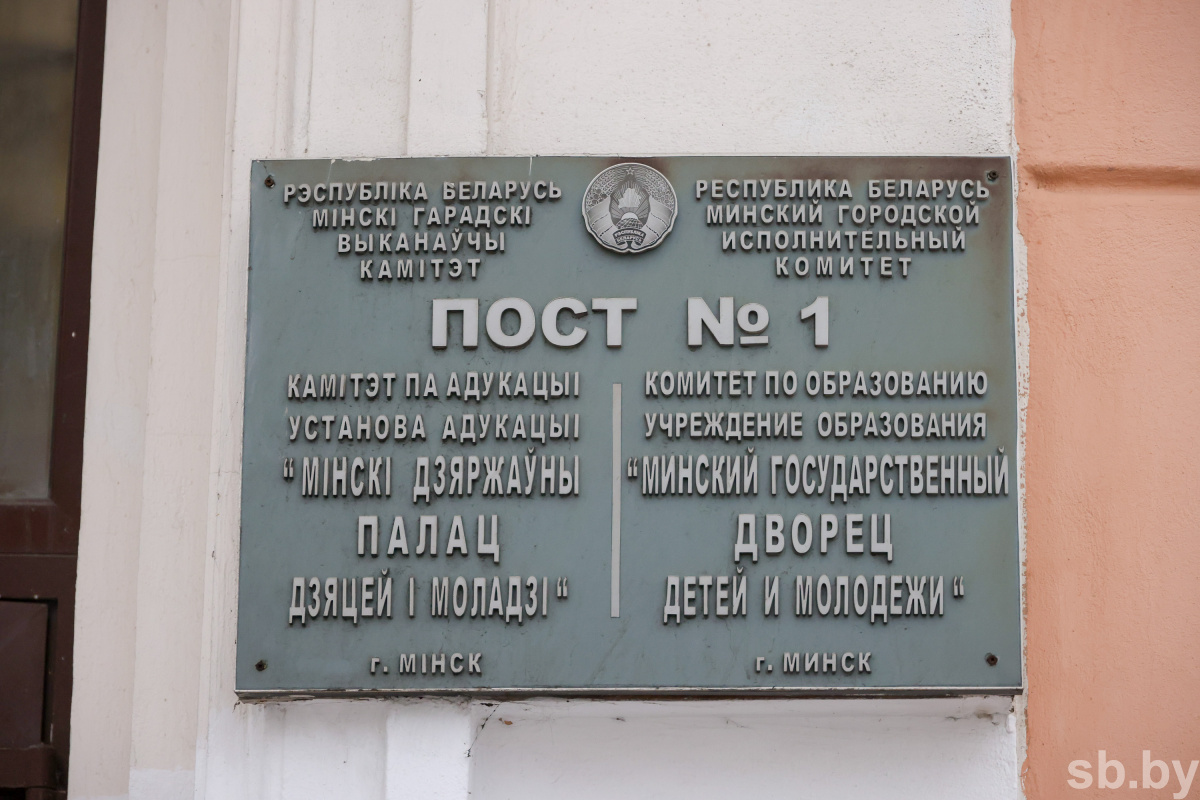 РЭСПУБЛІКА БЕЛАРУСЬ
МІНСКІ ГАРАДСКІ
ВЫКАНАЎЧЫ
КАМІТЭТ
РЭСПУБЛІКА
БЕЛАРУСЬ
РЕСПУБЛИКА БЕЛАРУСЬ
МИНСКИЙ ГОРОДСКОЙ
ИСПОЛНИТЕЛЬНЫЙ
КОМИТЕТ
ПОСТ № 1
КАМІТЭТ ПА АДУКАЦЫІ
УСТАНОВА АДУКАЦЫІ
“МІНСКІ ДЗЯРЖАЎНЫ
ПАЛАЦ
ДЗЯЦЕЙ І МОЛАДЗІ“
г. МІНСК
КОМИТЕТ ПО ОБРАЗОВАНИЮ
УЧРЕЖДЕНИЕ ОБРАЗОВАНИЯ
“МИНСКИЙ ГОСУДАРСТВЕННЫЙ
ДВОРЕЦ
ДЕТЕЙ И МОЛОДЕЖИ“
г. МИНСК
sb.by